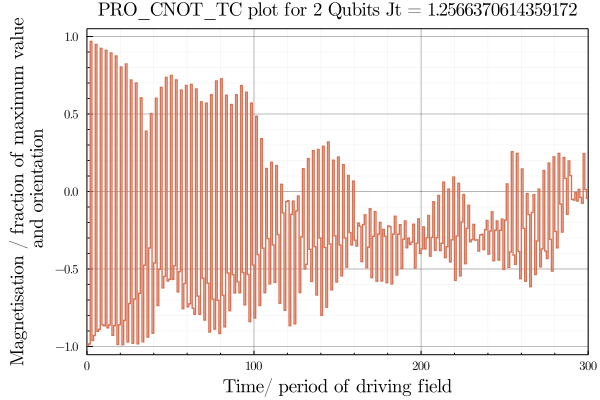 PRO_CNOT_TC plot for 2 Qubits Jt = 1.2566370614359172
Magnetisation / fraction of maximum value
and orientation
1.0
0.5
0.0
−0.5
−1.0
0
100
200
300
Time/ period of driving field